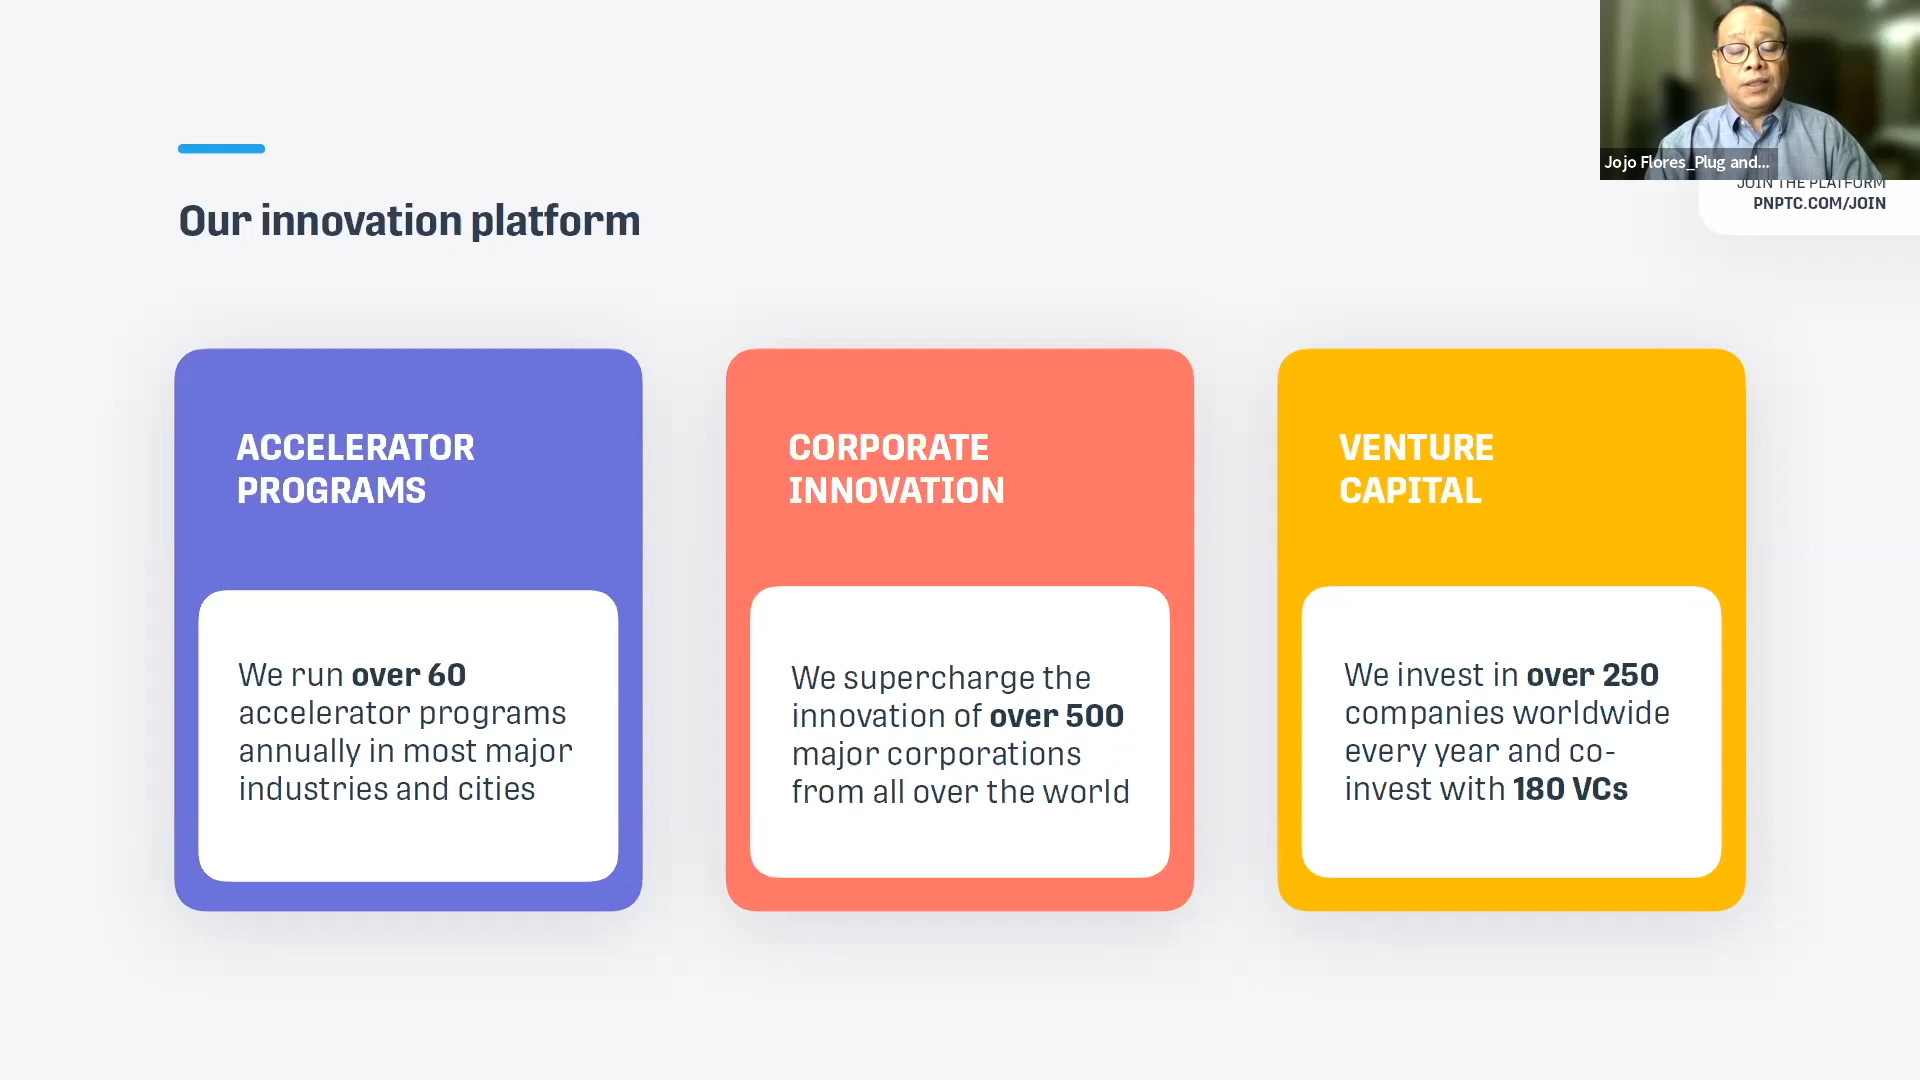 Jojo Flores_Plug and...
JOIN THE PLATFORM
PNPTC.COM/JOIN
Our innovation platform
ACCELERATOR
PROGRAMS
We run over 60
accelerator programs
annually in most major
industries and cities
CORPORATE
INNOVATION
We supercharge the
innovation of over 500
major corporations
from all over the world
VENTURE
CAPITAL
We invest in over 250
companies worldwide
every year and co-
invest with 180 VCs